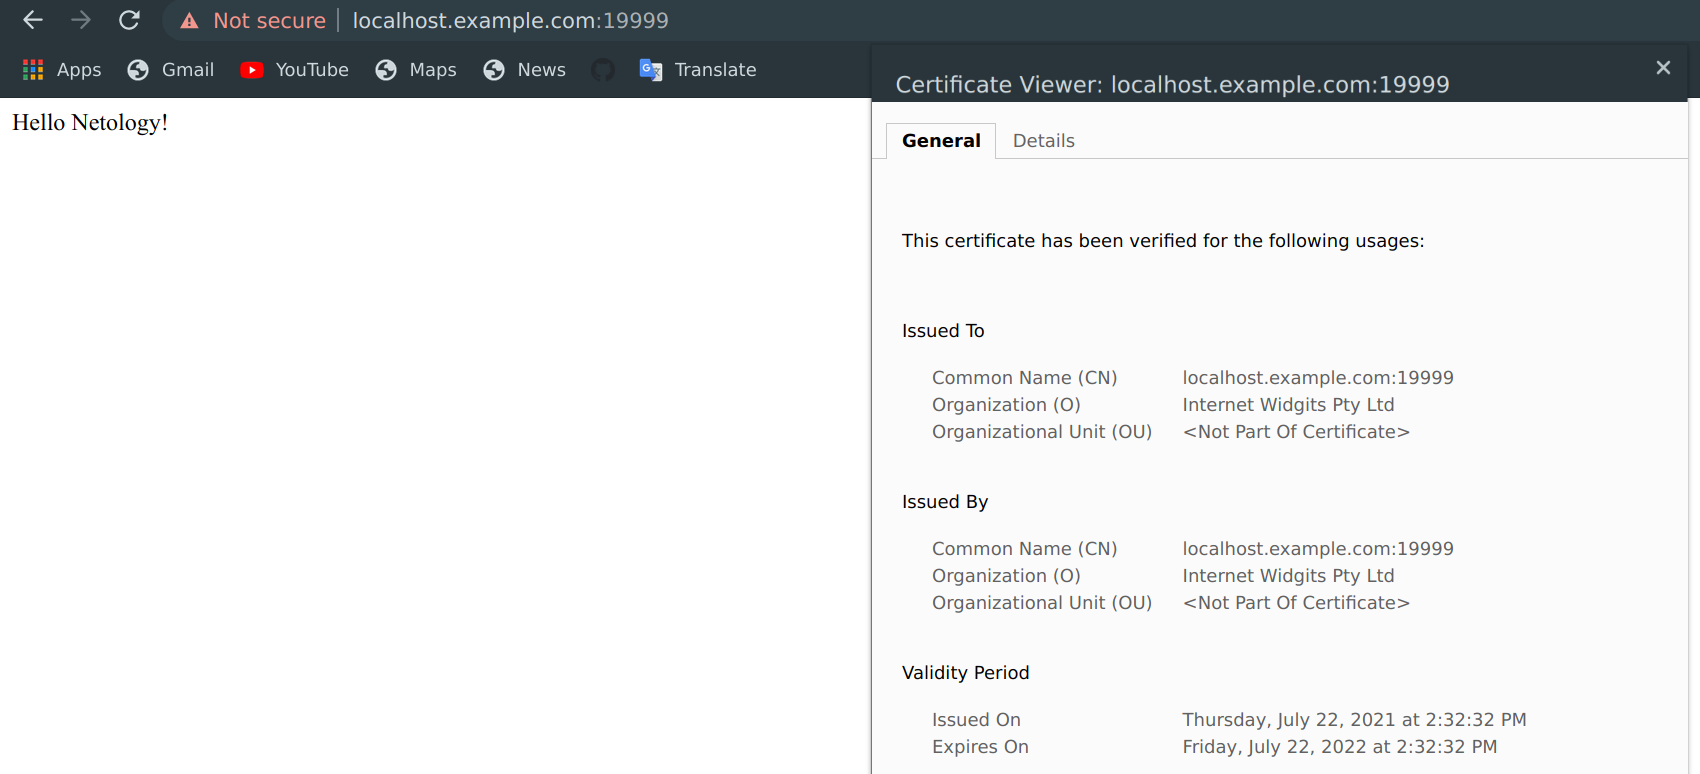 Not secure | localhost.example.com:19999
Apps Gmail YouTube Maps News Translate
Hello Netology!
Certificate Viewer: localhost.example.com:19999
General Details
This certificate has been verified for the following usages:
Issued To
Common Name (CN) localhost.example.com:19999
Organization (O) Internet Widgits Pty Ltd
Organizational Unit (OU) <Not Part Of Certificate>
Issued By
Common Name (CN) localhost.example.com:19999
Organization (O) Internet Widgits Pty Ltd
Organizational Unit (OU) <Not Part Of Certificate>
Validity Period
Issued On Thursday, July 22, 2021 at 2:32:32 PM
Expires On Friday, July 22, 2022 at 2:32:32 PM